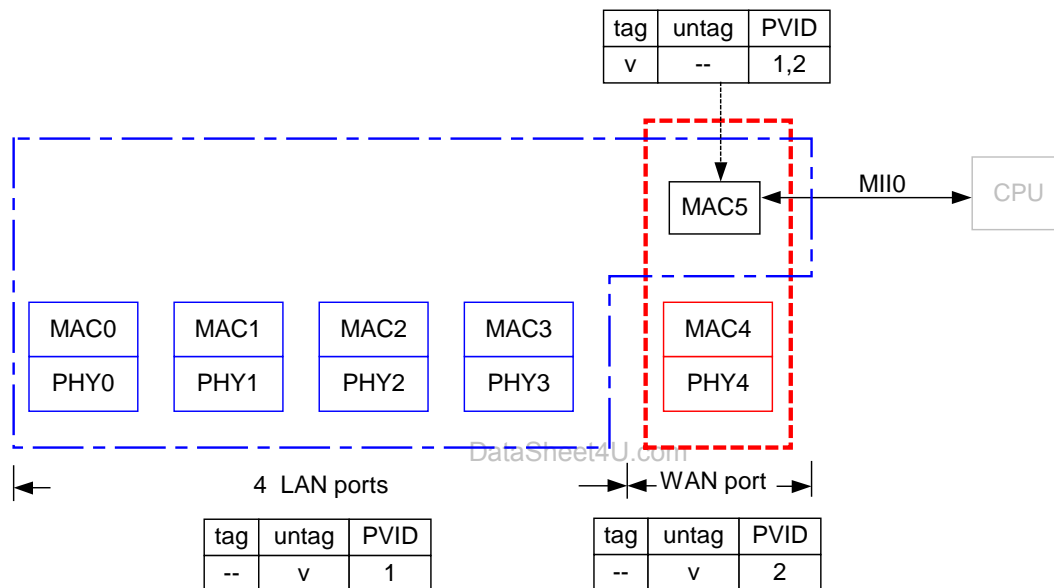 tag untag PVID
v -- 1,2
MII0
CPU
MAC5
MAC0 MAC1 MAC2 MAC3 MAC4
PHY0 PHY1 PHY2 PHY3 PHY4
DataSheet4U.com
4 LAN ports WAN port
tag untag PVID tag untag PVID
-- v 1 -- v 2